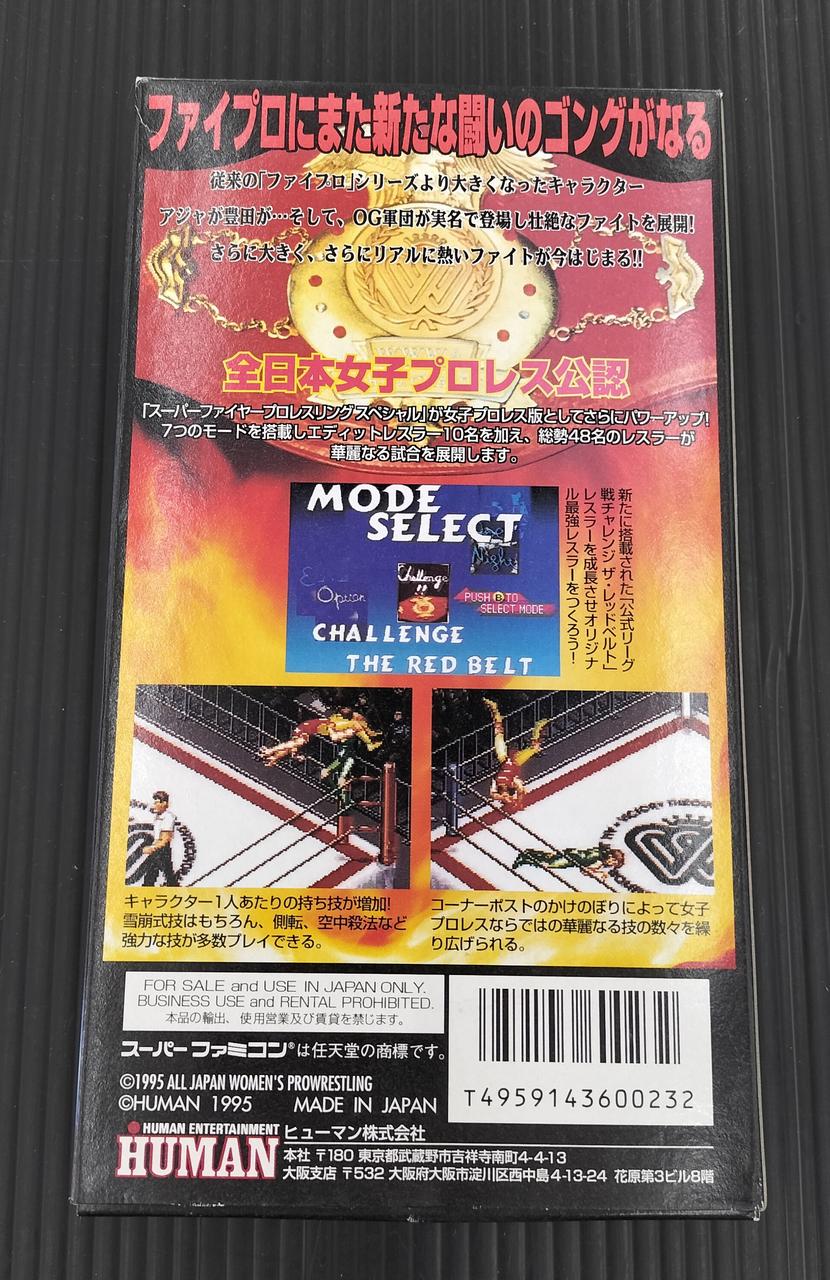 ファイプロにまた新たな闘いのゴングがなる
従来の「ファイプロ」シリーズより大きくなったキャラクター
アジャが豊田が…そして、OG軍団が実名で登場し壮絶なファイトを展開!
さらに大きく、さらにリアルに熱いファイトが今はじまる!!
全日本女子プロレス公認
「スーパーファイヤープロレスリングスペシャル」が女子プロレス版としてさらにパワーアップ!
7つのモードを搭載しエディットレスラー10名を加え、総勢48名のレスラーが
華麗なる試合を展開します。
MODE
SELECT
Night
Option
Challenge
!!
PUSH B TO
SELECT MODE
CHALLENGE
THE RED BELT
新たに搭載された「公式リーグ
戦チャレンジ ザ・レッドベルト」
レスラーを成長させオリジナ
ル最強レスラーをつくろう!
キャラクター1人あたりの持ち技が増加!
雪崩式技はもちろん、側転、空中殺法など
強力な技が多数プレイできる。
コーナーポストのかけのぼりによって女子
プロレスならではの華麗なる技の数々を繰
り広げられる。
FOR SALE and USE IN JAPAN ONLY.
BUSINESS USE and RENTAL PROHIBITED.
本品の輸出、使用営業及び賃貸を禁じます。
スーパーファミコン®は任天堂の商標です。
©1995 ALL JAPAN WOMEN'S PROWRESTLING
©HUMAN 1995 MADE IN JAPAN
T4959143600232
HUMAN ENTERTAINMENT
HUMAN
ヒューマン株式会社
本社 〒180 東京都武蔵野市吉祥寺南町4-4-13
大阪支店 〒532 大阪府大阪市淀川区西中島4-13-24 花原第3ビル8階